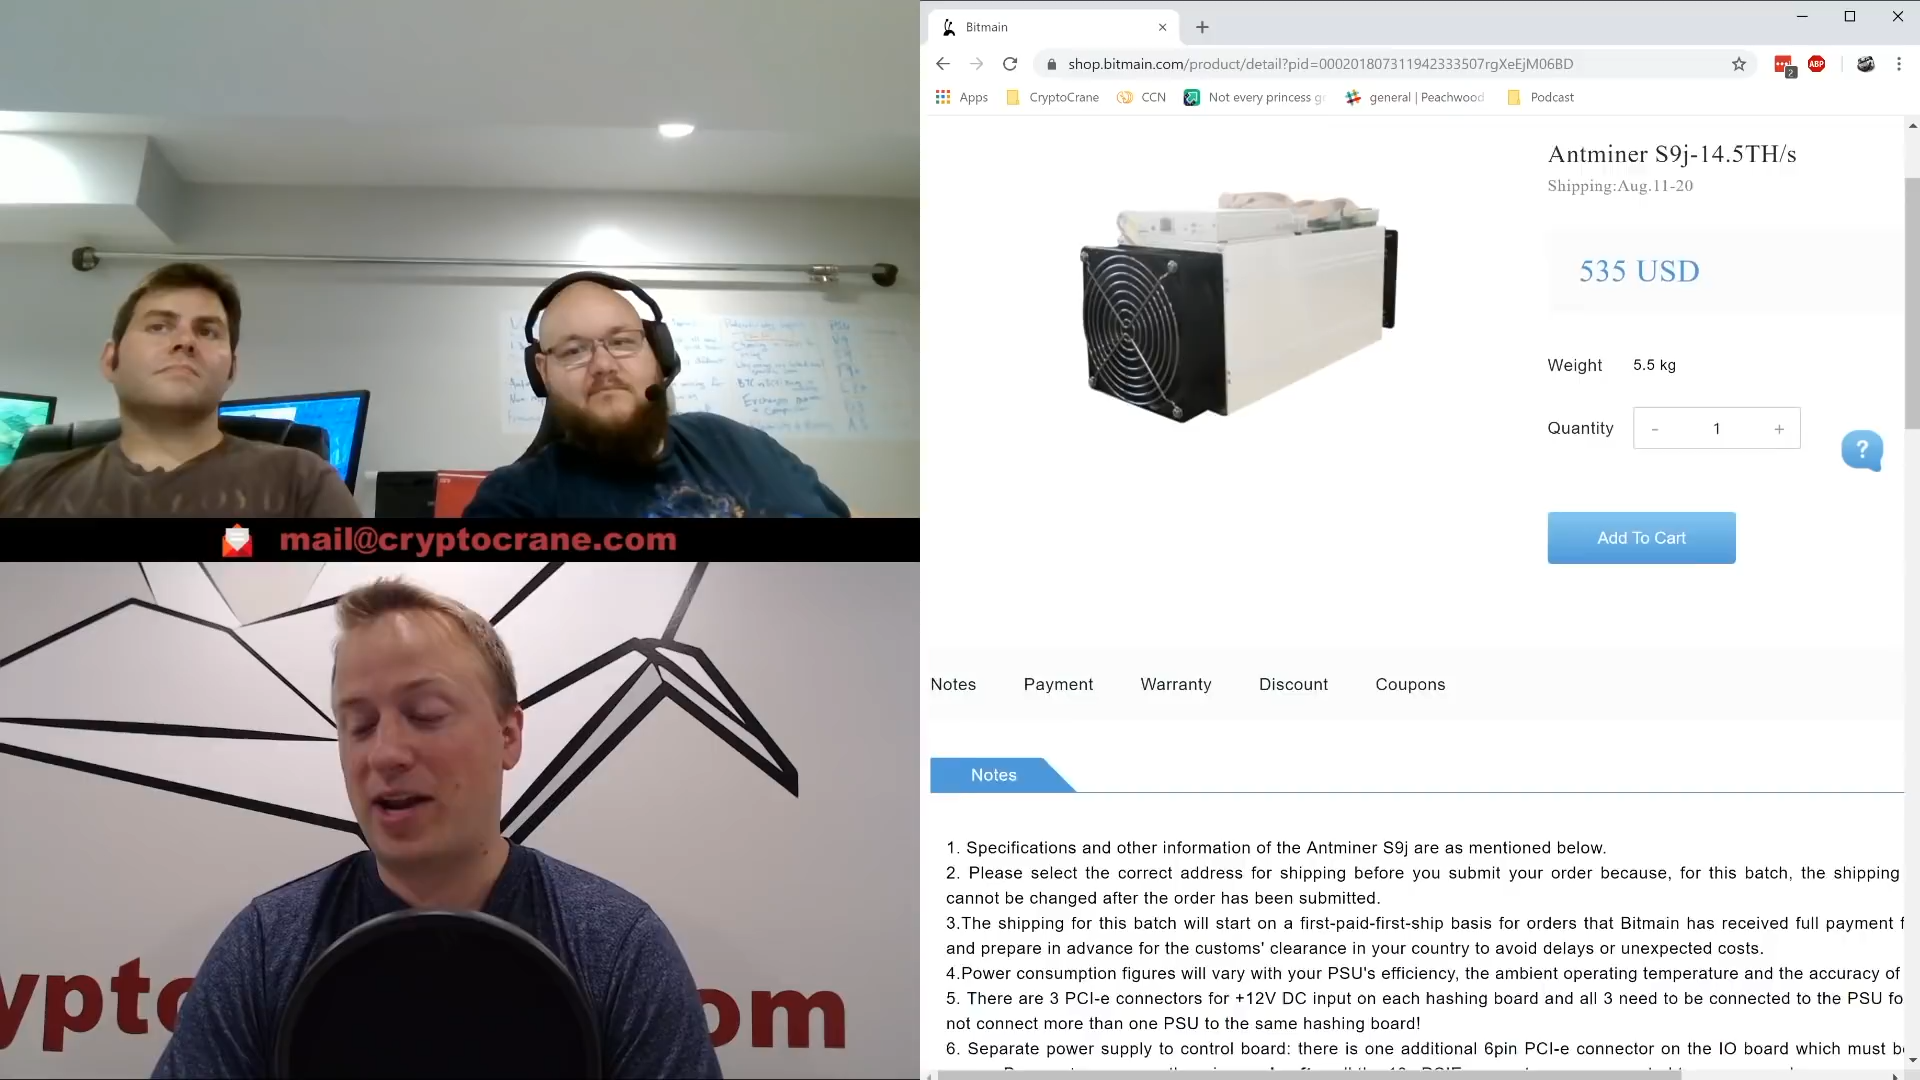 mail@cryptocrane.com
Bitmain
shop.bitmain.com/product/detail?pid=000201807311942333507rgXeEjM06BD
ABP
2
Apps
CryptoCrane
CCN
Not every princess g
general | Peachwood
Podcast
Antminer S9j-14.5TH/s
Shipping:Aug.11-20
535 USD
Weight 5.5 kg
Quantity - 1 +
?
Add To Cart
Notes Payment Warranty Discount Coupons
Notes
1. Specifications and other information of the Antminer S9j are as mentioned below.
2. Please select the correct address for shipping before you submit your order because, for this batch, the shipping
cannot be changed after the order has been submitted.
3.The shipping for this batch will start on a first-paid-first-ship basis for orders that Bitmain has received full payment f
and prepare in advance for the customs' clearance in your country to avoid delays or unexpected costs.
4.Power consumption figures will vary with your PSU's efficiency, the ambient operating temperature and the accuracy of
5. There are 3 PCI-e connectors for +12V DC input on each hashing board and all 3 need to be connected to the PSU fo
not connect more than one PSU to the same hashing board!
6. Separate power supply to control board: there is one additional 6pin PCI-e connector on the IO board which must b
ypto
om